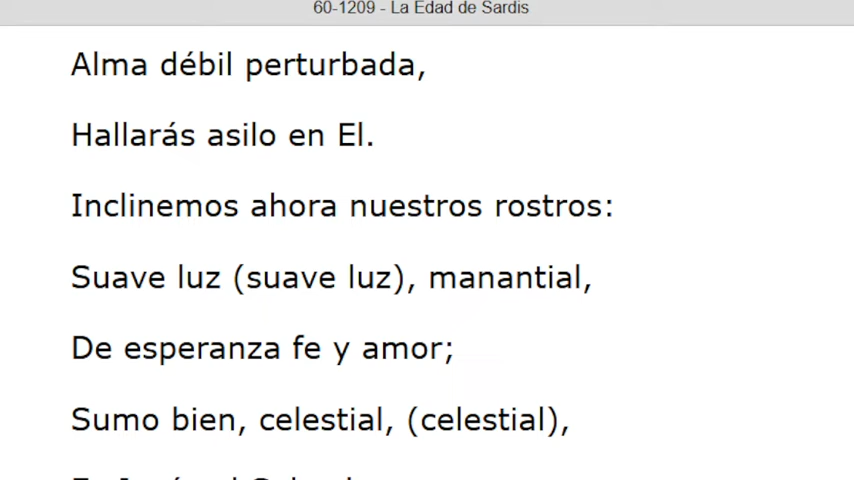 60-1209 - La Edad de Sardis
Alma débil perturbada,
Hallarás asilo en El.
Inclinemos ahora nuestros rostros:
Suave luz (suave luz), manantial,
De esperanza fe y amor;
Sumo bien, celestial, (celestial),